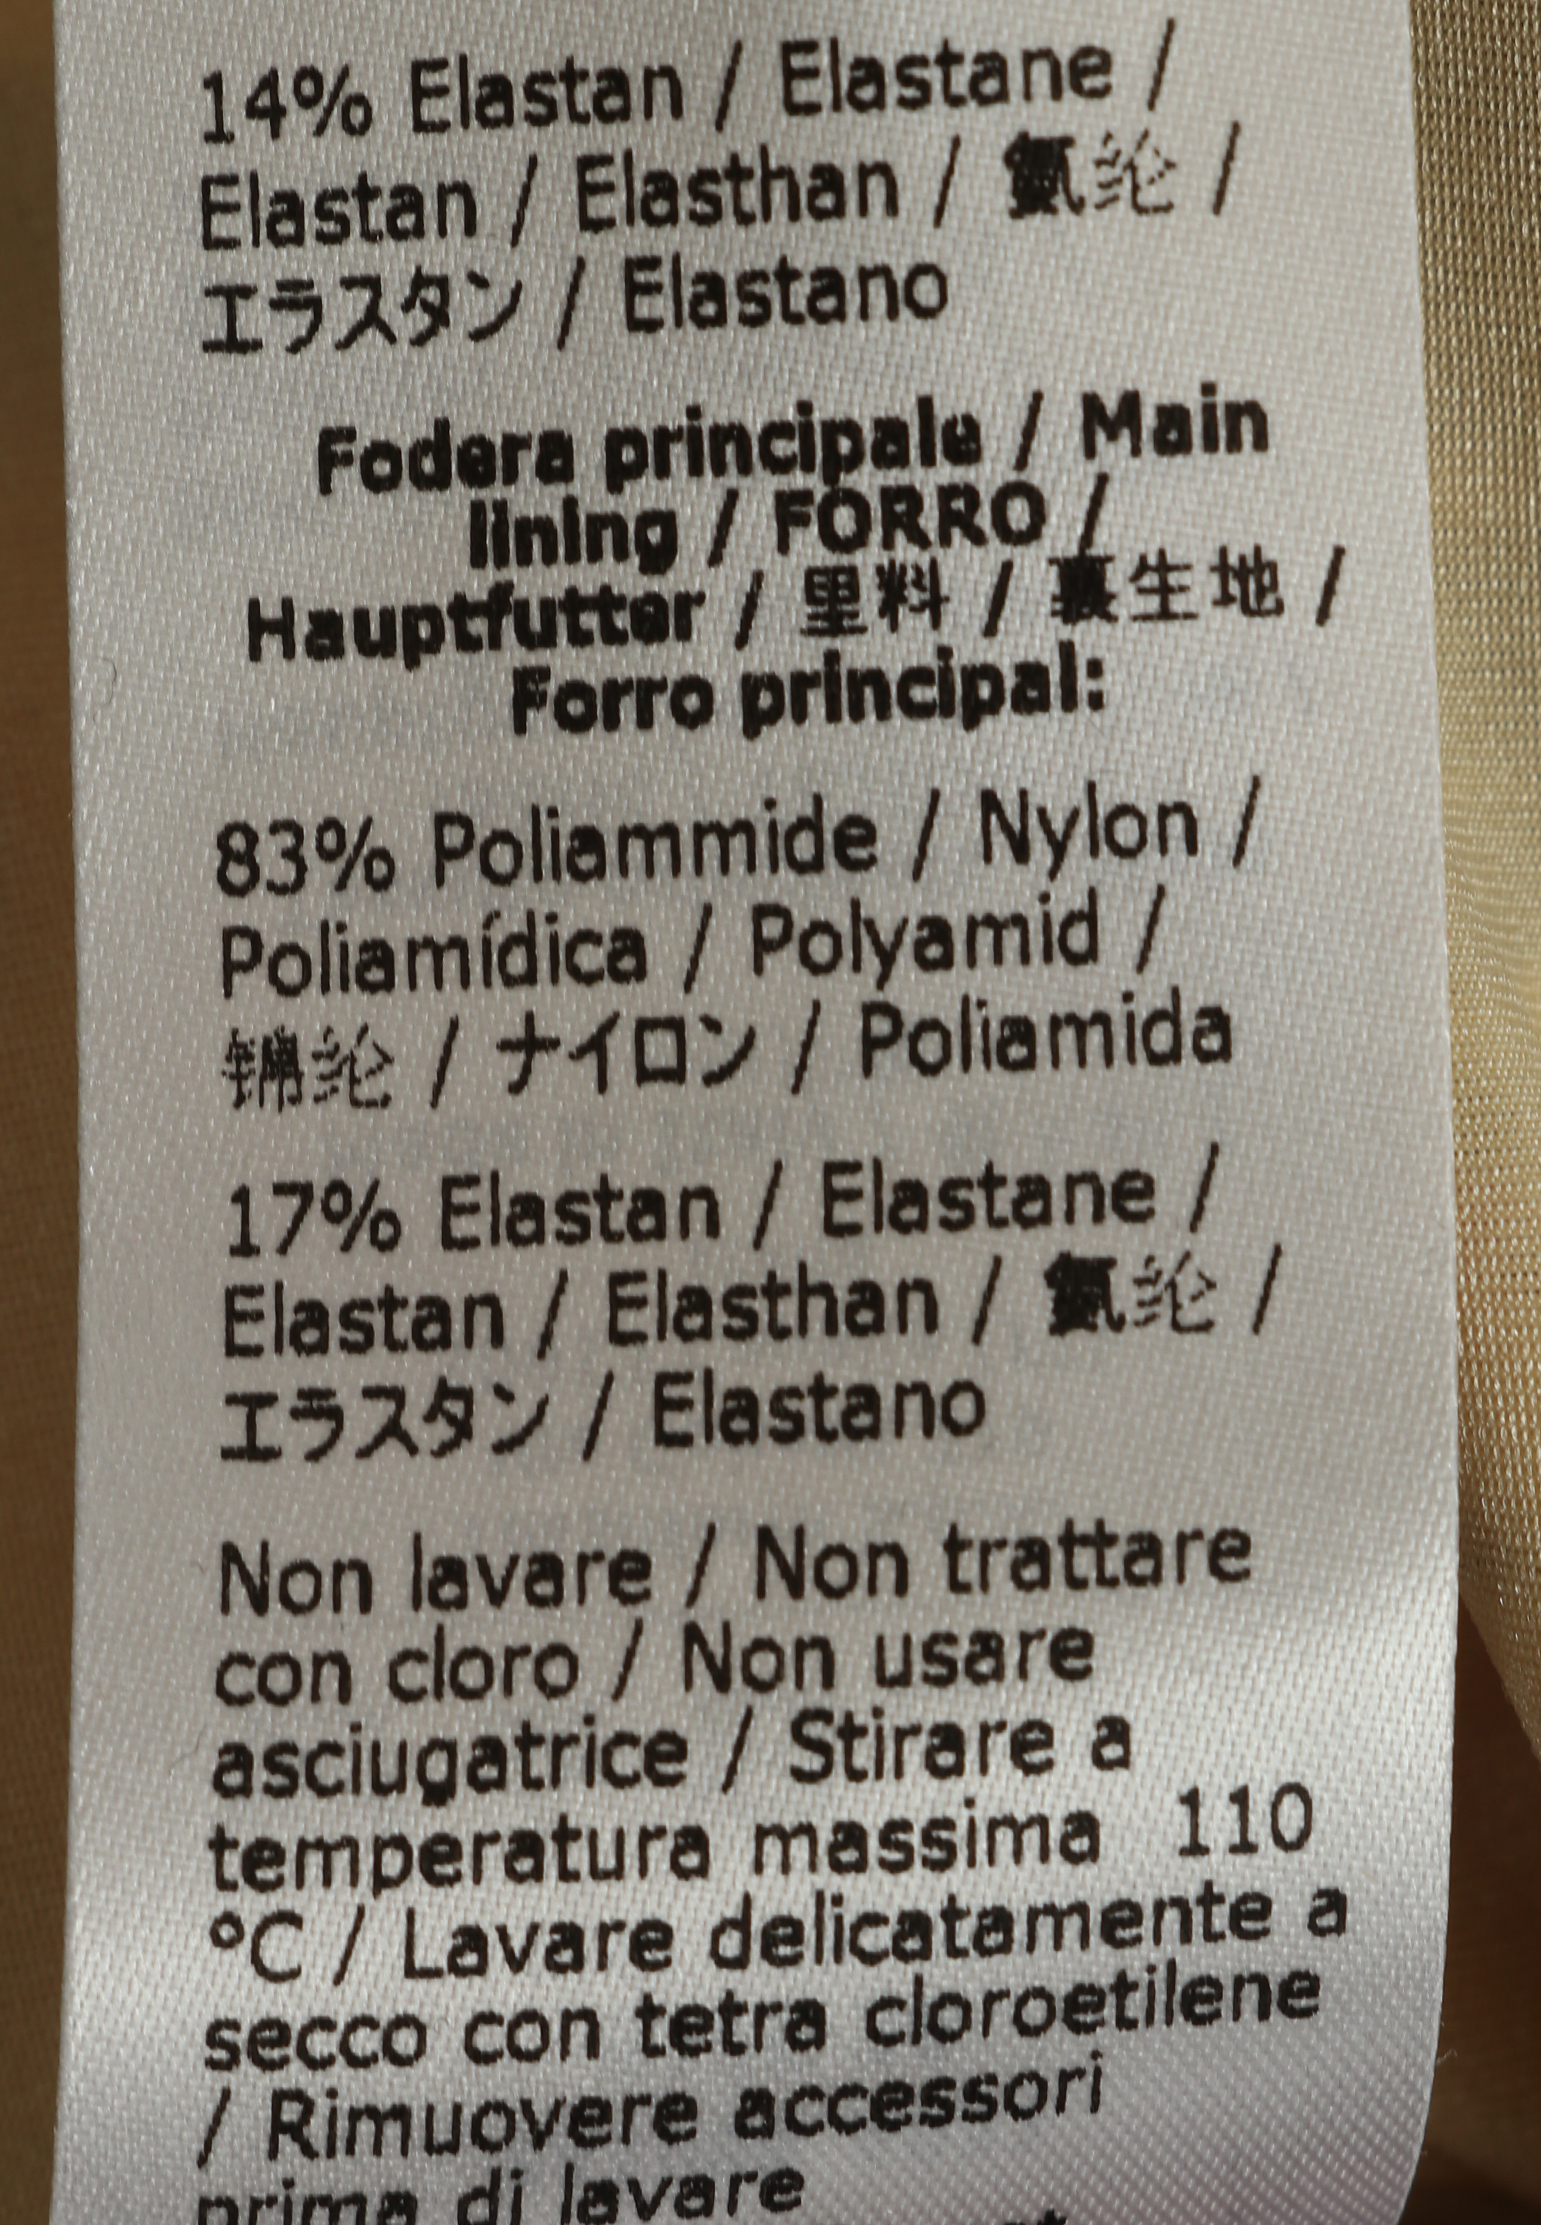 14% Elastan / Elastane /
Elastan / Elasthan / 氨纶 /
エラスタン / Elastano
Fodera principale / Main
lining / FORRO /
Hauptfutter / 里料 / 裏生地 /
Forro principal:
83% Poliammide / Nylon /
Poliamídica / Polyamid /
锦纶 / ナイロン / Poliamida
17% Elastan / Elastane /
Elastan / Elasthan / 氨纶 /
エラスタン / Elastano
Non lavare / Non trattare
con cloro / Non usare
asciugatrice / Stirare a
temperatura massima 110
°C / Lavare delicatamente a
secco con tetra cloroetilene
/ Rimuovere accessori
prima di lavare